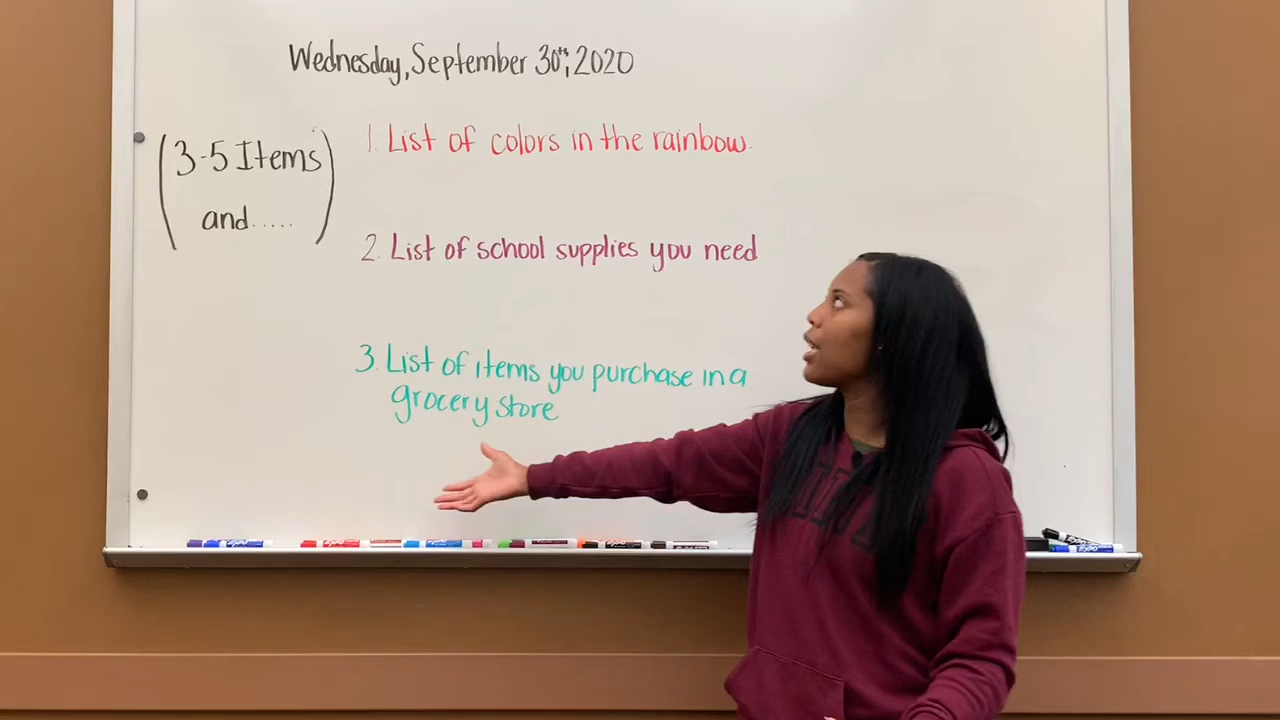 Wednesday, September 30th, 2020
(3-5 Items
and.....)
1. List of colors in the rainbow.
2. List of school supplies you need
3. List of items you purchase in a
grocery store